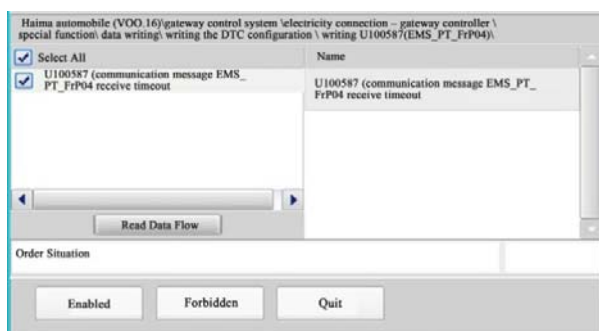 Haima automobile (VOO.16)\gateway control system \electricity connection – gateway controller \
special function\ data writing\ writing the DTC configuration \ writing U100587(EMS_PT_FrP04)\
Select All
Name
U100587 (communication message EMS_
PT_FrP04 receive timeout
U100587 (communication message EMS_PT_
FrP04 receive timeout
Read Data Flow
Order Situation
Enabled
Forbidden
Quit